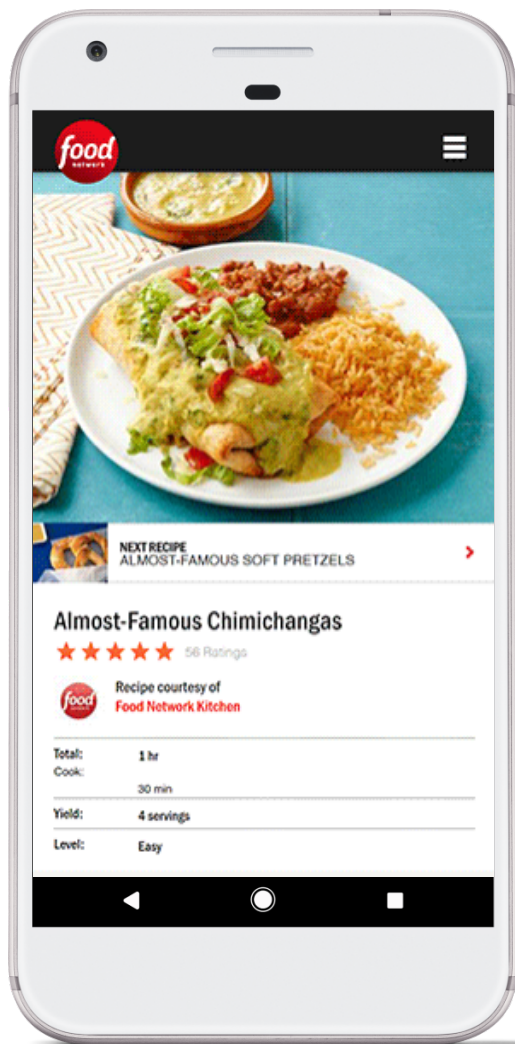 food
NETWORK
NEXT RECIPE
ALMOST-FAMOUS SOFT PRETZELS
Almost-Famous Chimichangas
56 Ratings
food
Recipe courtesy of
Food Network Kitchen
Total: 1 hr
Cook:
30 min
Yield: 4 servings
Level: Easy